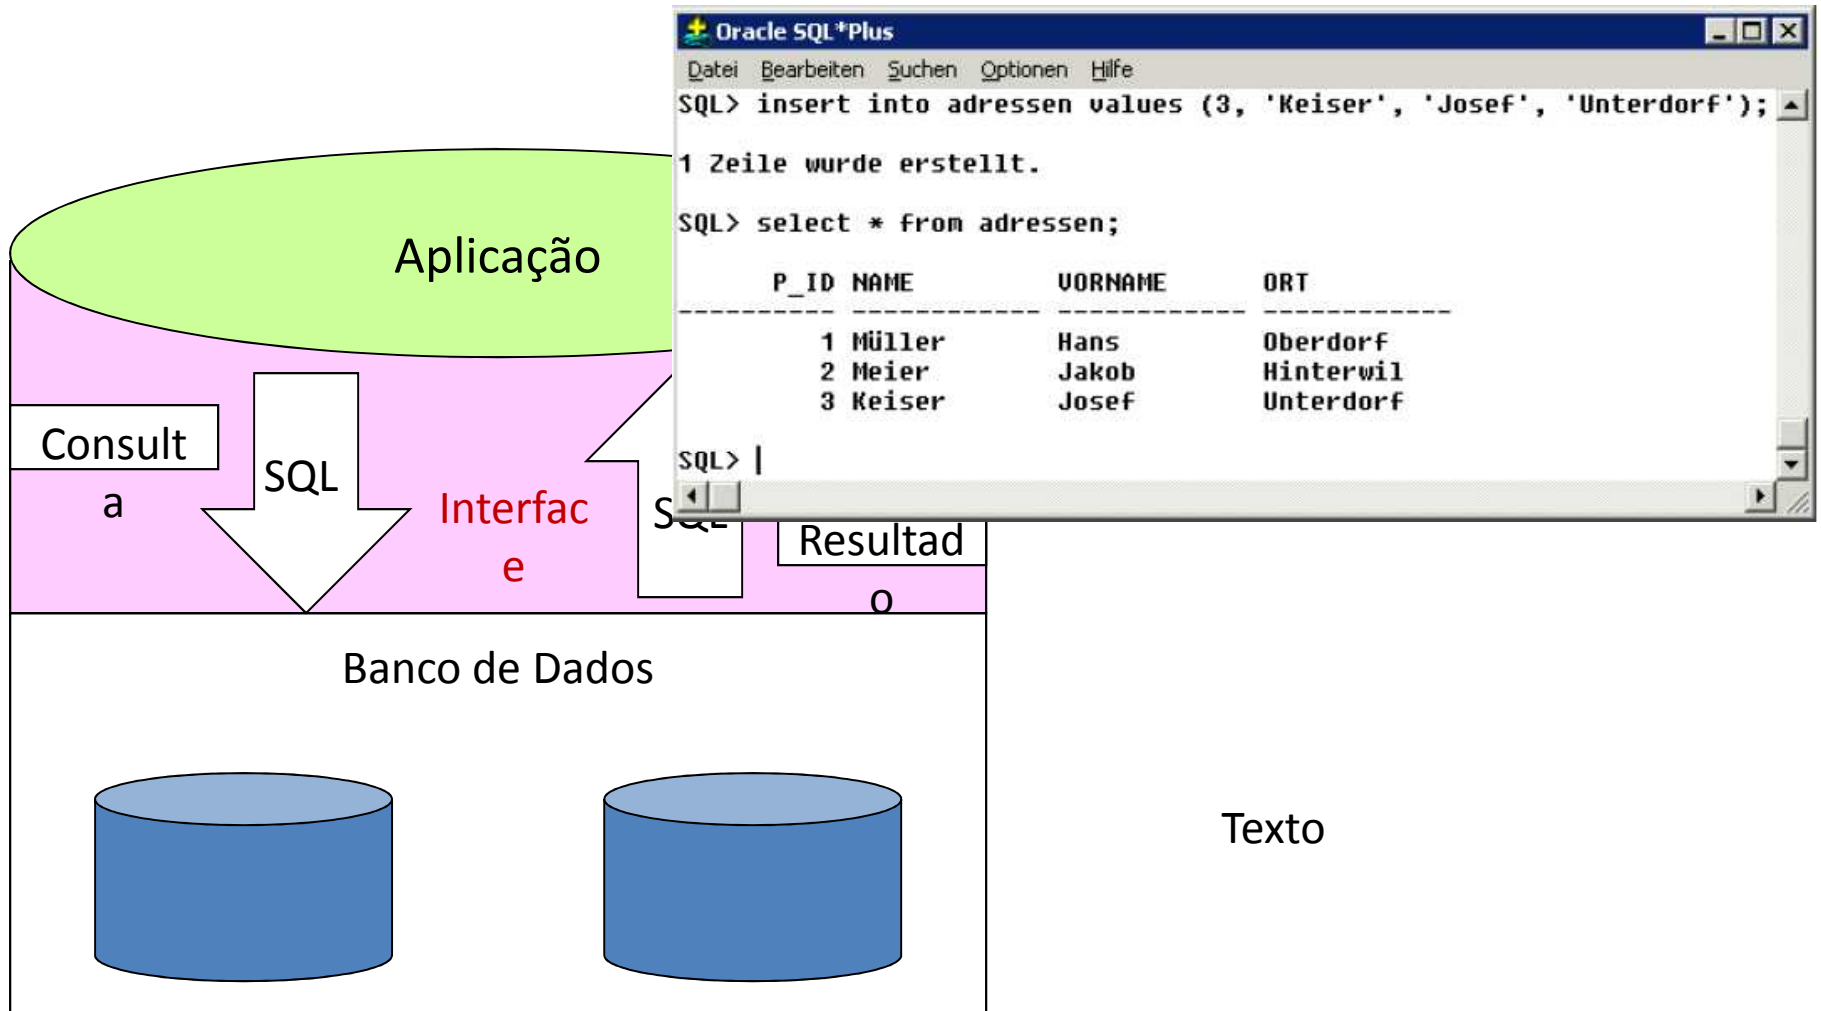 Oracle SQL*Plus
Datei Bearbeiten Suchen Optionen Hilfe
SQL> insert into adressen values (3, 'Keiser', 'Josef', 'Unterdorf');
1 Zeile wurde erstellt.
SQL> select * from adressen;
P_ID NAME VORNAME ORT
---------- ------------ ------------ ------------
1 Müller Hans Oberdorf
2 Meier Jakob Hinterwil
3 Keiser Josef Unterdorf
SQL>
Aplicação
Consult
a
SQL
Interfac
e
SQL
Resultad
o
Banco de Dados
Texto